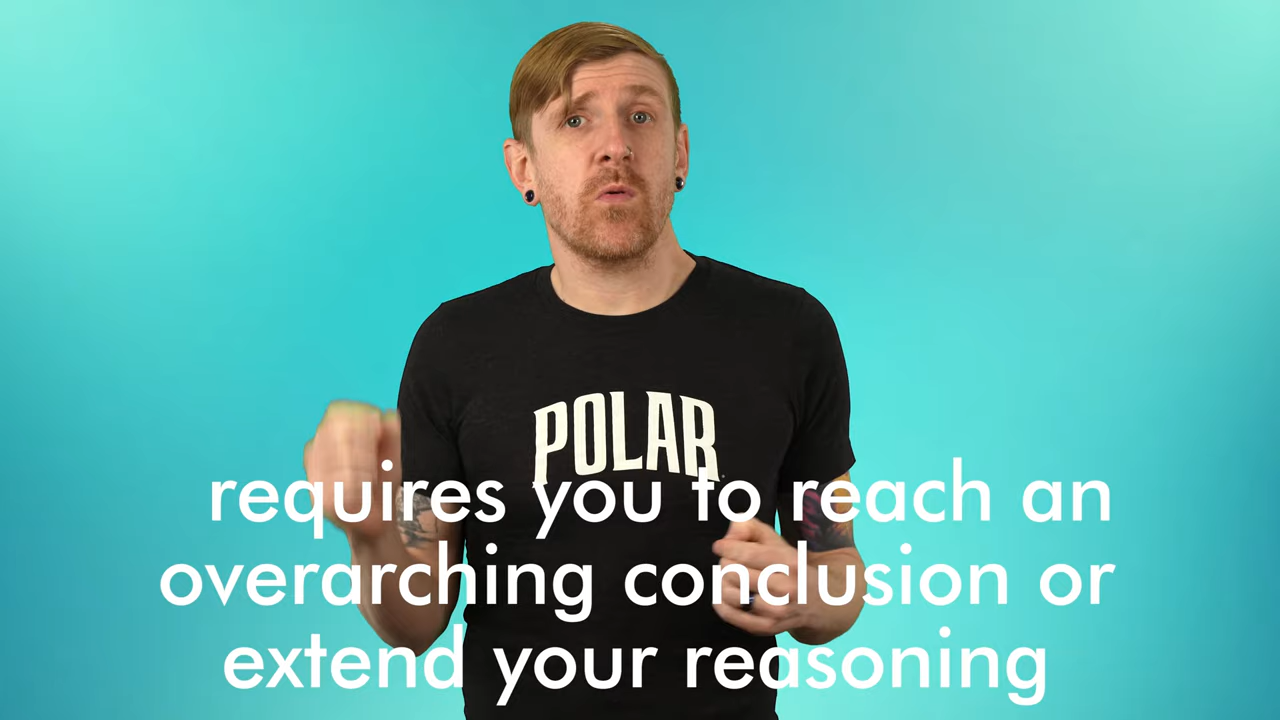 POLAR
requires you to reach an
overarching conclusion or
extend your reasoning